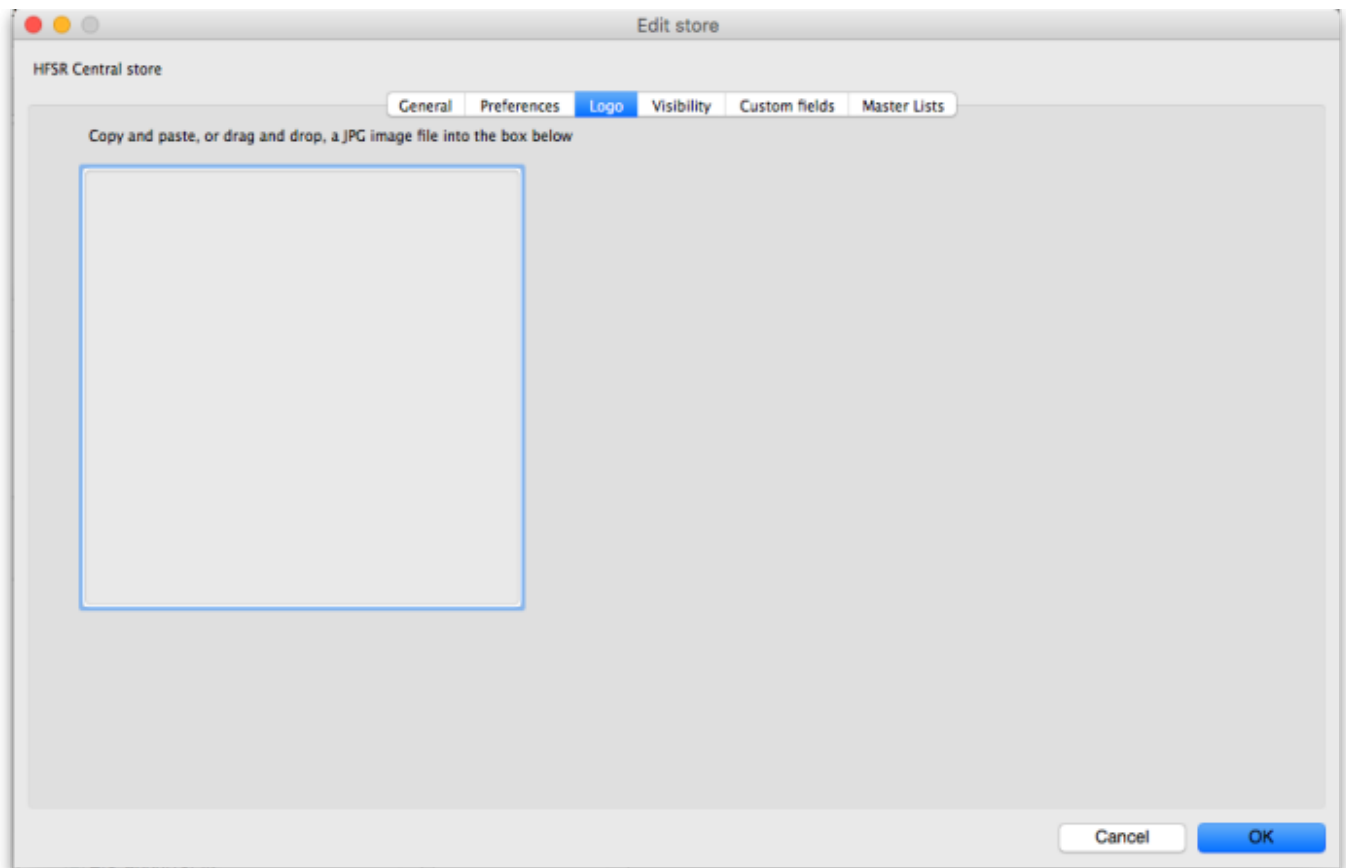 Edit store
HFSR Central store
General Preferences Logo Visibility Custom fields Master Lists
Copy and paste, or drag and drop, a JPG image file into the box below
Cancel OK